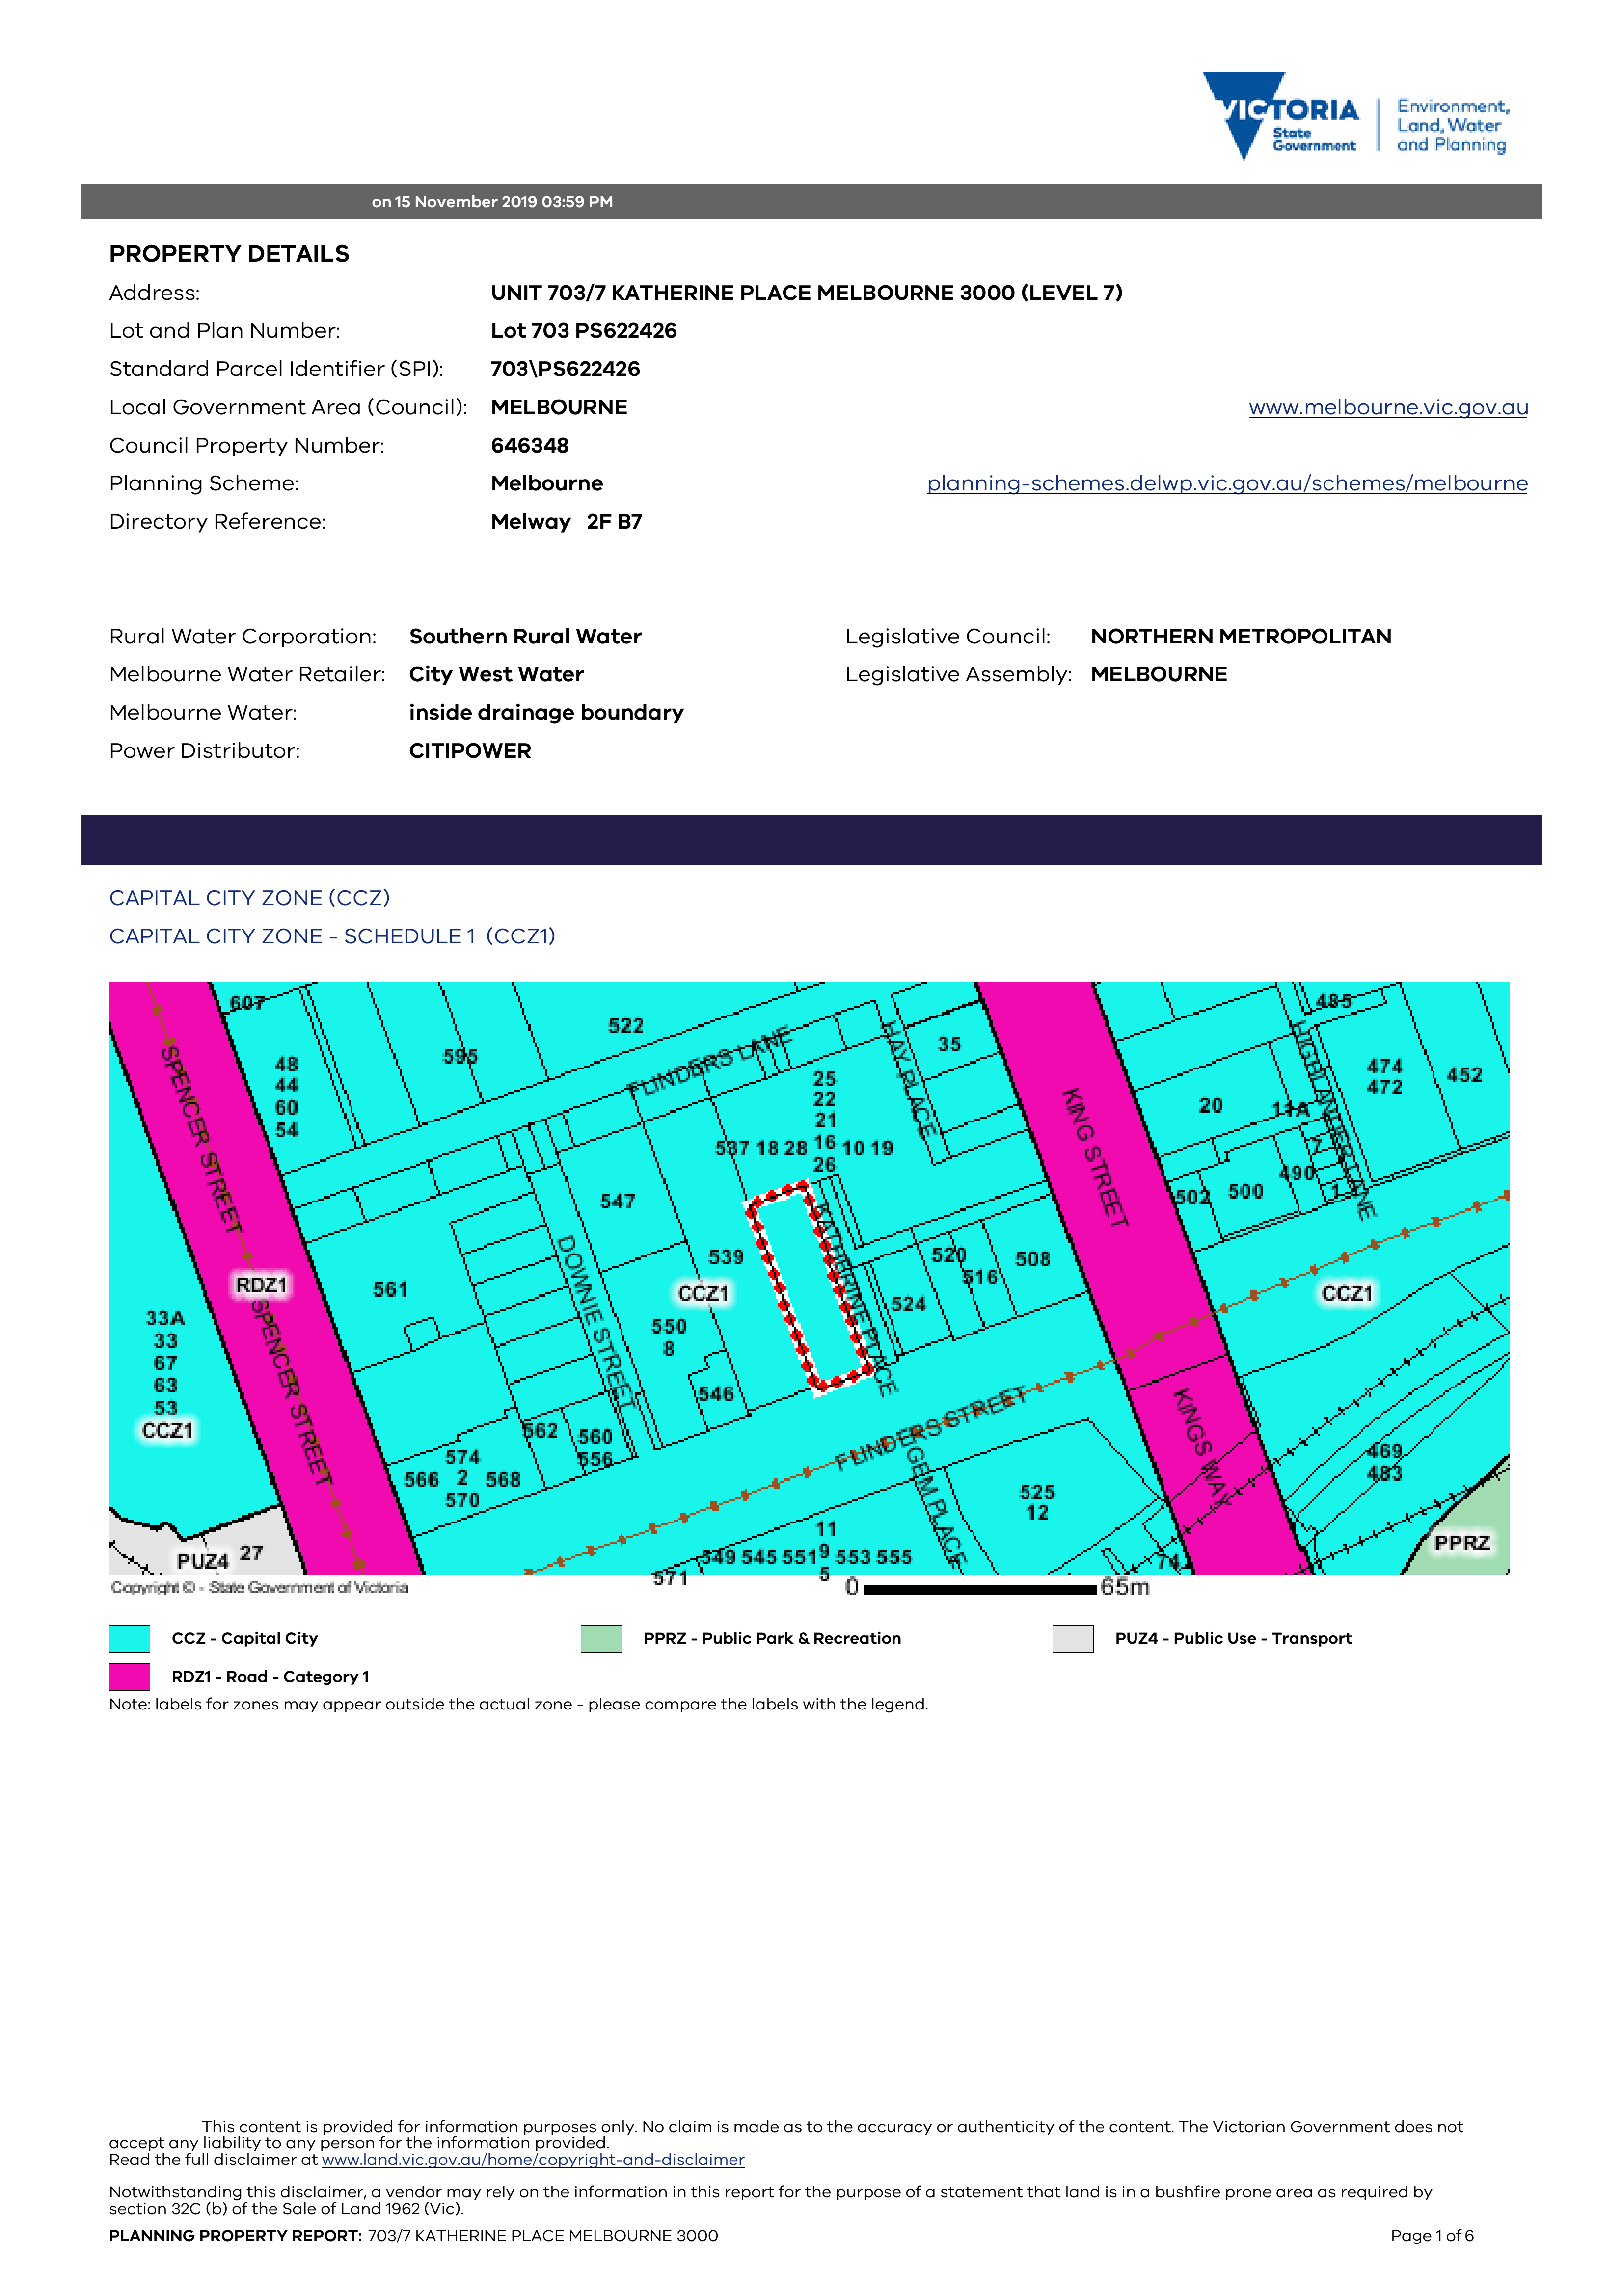 VICTORIA
State
Government
Environment,
Land, Water
and Planning
on 15 November 2019 03:59 PM
PROPERTY DETAILS
Address: UNIT 703/7 KATHERINE PLACE MELBOURNE 3000 (LEVEL 7)
Lot and Plan Number: Lot 703 PS622426
Standard Parcel Identifier (SPI): 703\PS622426
Local Government Area (Council): MELBOURNE www.melbourne.vic.gov.au
Council Property Number: 646348
Planning Scheme: Melbourne planning-schemes.delwp.vic.gov.au/schemes/melbourne
Directory Reference: Melway 2F B7
Rural Water Corporation: Southern Rural Water Legislative Council: NORTHERN METROPOLITAN
Melbourne Water Retailer: City West Water Legislative Assembly: MELBOURNE
Melbourne Water: inside drainage boundary
Power Distributor: CITIPOWER
CAPITAL CITY ZONE (CCZ)
CAPITAL CITY ZONE - SCHEDULE 1 (CCZ1)
607
522
485
595
48
44
60
54
FLINDERS LANE
HAY PLACE
35
SPENCER STREET
KING STREET
HIGHLANDER LANE
474
472
452
20
11A
25
22
21
537 18 28 16 10 19
26
7
490
1
502
500
547
KATHERINE PLACE
DOWNIE STREET
539
520
516
508
RDZ1
561
CCZ1
524
CCZ1
33A
33
67
63
53
CCZ1
SPENCER STREET
550
8
546
562
560
556
FLINDERS STREET
KINGS WAY
574
566 2 568
570
GEM PLACE
525
12
469
483
PUZ4
27
11
549 545 551 9 553 555
5
571
74
PPRZ
Copyright © - State Government of Victoria
0 65m
CCZ - Capital City PPRZ - Public Park & Recreation PUZ4 - Public Use - Transport
RDZ1 - Road - Category 1
Note: labels for zones may appear outside the actual zone - please compare the labels with the legend.
This content is provided for information purposes only. No claim is made as to the accuracy or authenticity of the content. The Victorian Government does not
accept any liability to any person for the information provided.
Read the full disclaimer at www.land.vic.gov.au/home/copyright-and-disclaimer
Notwithstanding this disclaimer, a vendor may rely on the information in this report for the purpose of a statement that land is in a bushfire prone area as required by
section 32C (b) of the Sale of Land 1962 (Vic).
PLANNING PROPERTY REPORT: 703/7 KATHERINE PLACE MELBOURNE 3000 Page 1 of 6